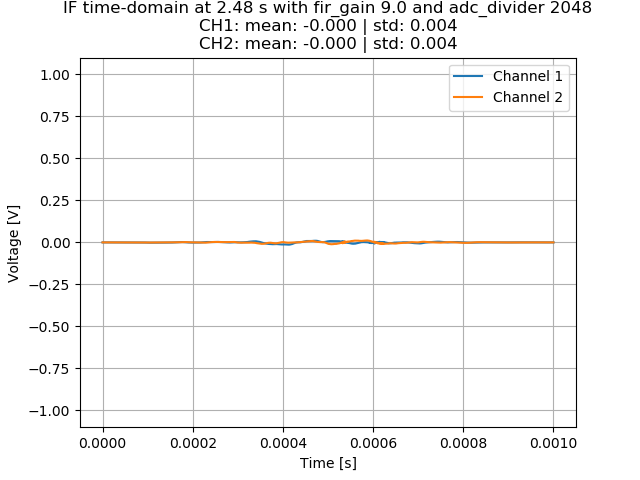 IF time-domain at 2.48 s with fir_gain 9.0 and adc_divider 2048
CH1: mean: -0.000 | std: 0.004
CH2: mean: -0.000 | std: 0.004
Channel 1
Channel 2
1.00
0.75
0.50
0.25
0.00
−0.25
−0.50
−0.75
−1.00
Voltage [V]
0.0000 0.0002 0.0004 0.0006 0.0008 0.0010
Time [s]